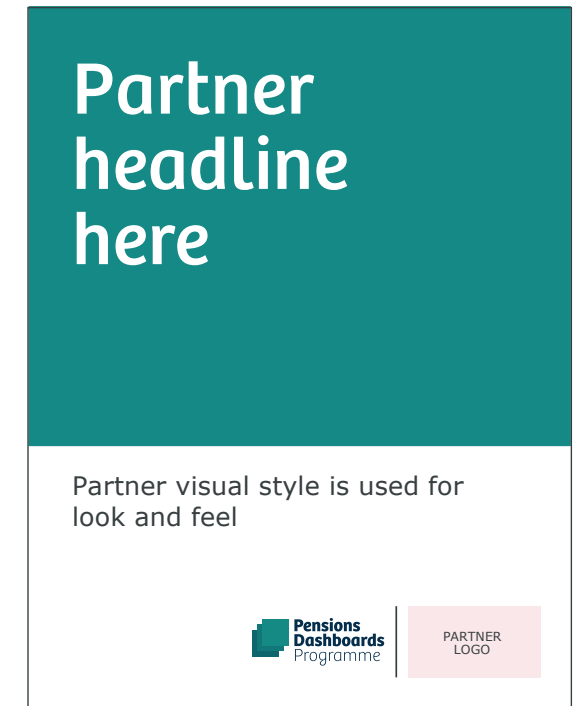 Partner
headline
here
Partner visual style is used for
look and feel
Pensions
Dashboards
Programme
PARTNER
LOGO